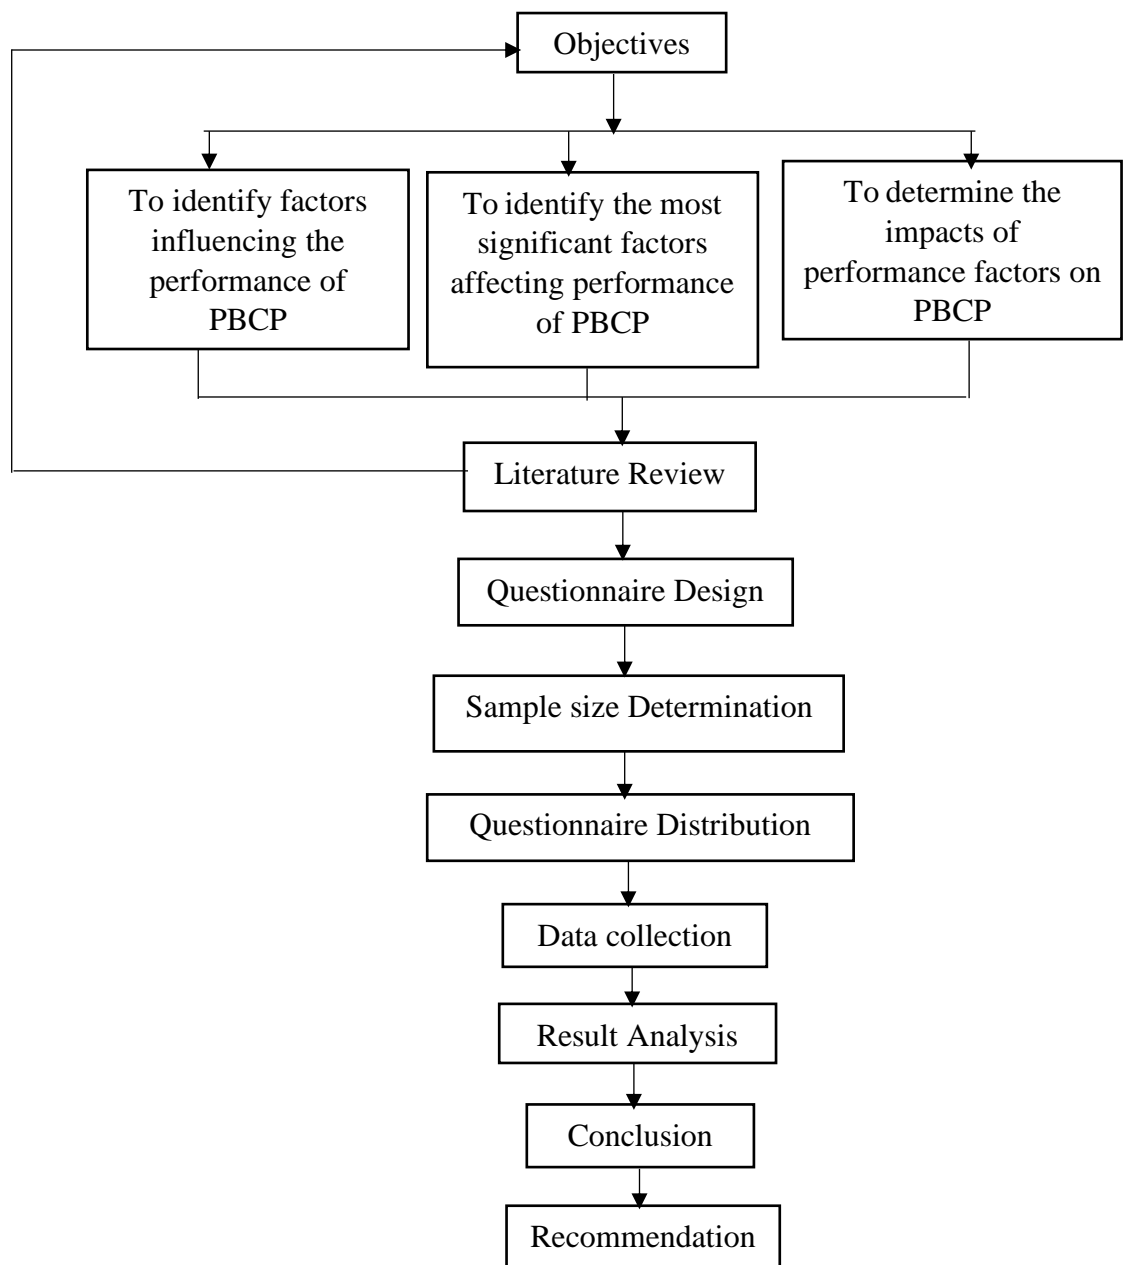 Objectives
To identify factors
influencing the
performance of
PBCP
To identify the most
significant factors
affecting performance
of PBCP
To determine the
impacts of
performance factors on
PBCP
Literature Review
Questionnaire Design
Sample size Determination
Questionnaire Distribution
Data collection
Result Analysis
Conclusion
Recommendation